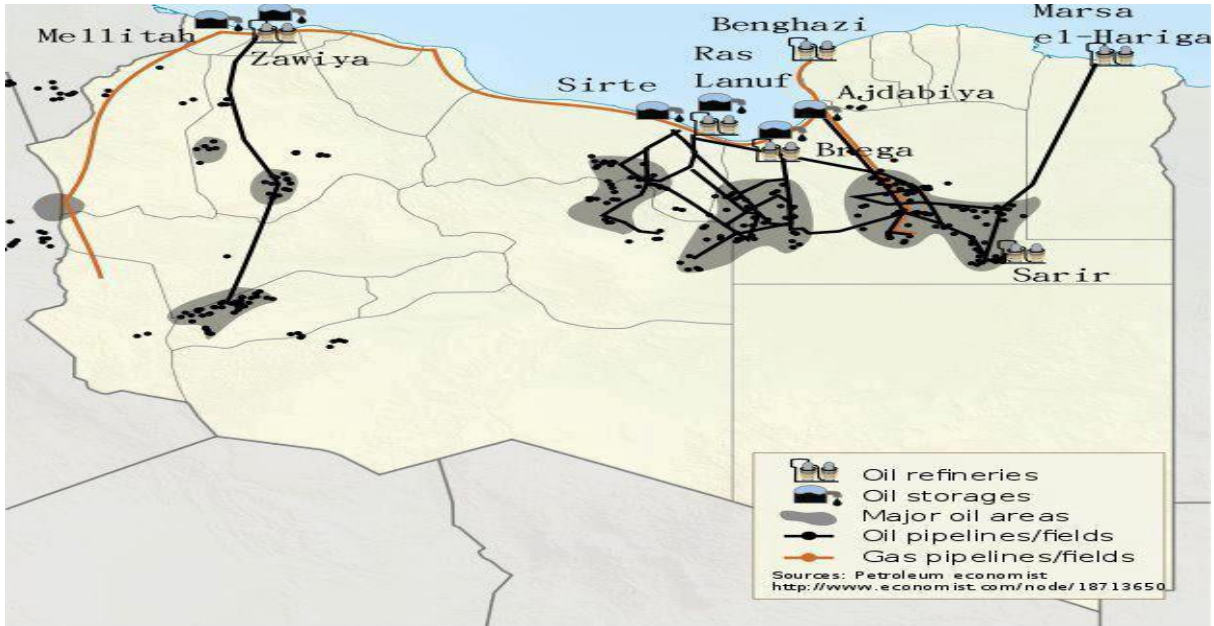 Mellitah
Zawiya
Sirte
Ras
Lanuf
Benghazi
Ajdabiya
Brega
Marsa
el-Hariga
Sarir
Oil refineries
Oil storages
Major oil areas
Oil pipelines/fields
Gas pipelines/fields
Sources: Petroleum economist
http://www.economist.com/node/18713650